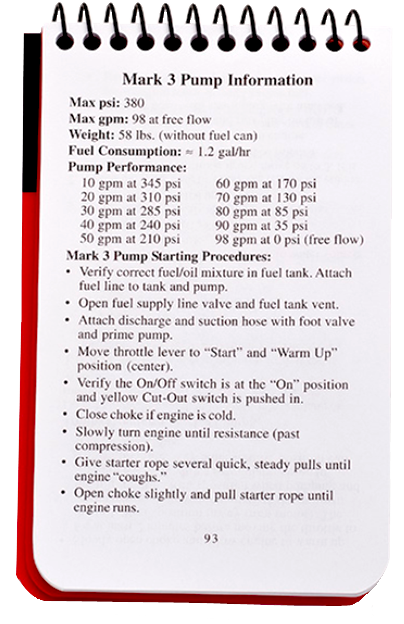 Mark 3 Pump Information
Max psi: 380
Max gpm: 98 at free flow
Weight: 58 lbs. (without fuel can)
Fuel Consumption: ≈ 1.2 gal/hr
Pump Performance:
10 gpm at 345 psi 60 gpm at 170 psi
20 gpm at 310 psi 70 gpm at 130 psi
30 gpm at 285 psi 80 gpm at 85 psi
40 gpm at 240 psi 90 gpm at 35 psi
50 gpm at 210 psi 98 gpm at 0 psi (free flow)
Mark 3 Pump Starting Procedures:
• Verify correct fuel/oil mixture in fuel tank. Attach
fuel line to tank and pump.
• Open fuel supply line valve and fuel tank vent.
• Attach discharge and suction hose with foot valve
and prime pump.
• Move throttle lever to “Start” and “Warm Up”
position (center).
• Verify the On/Off switch is at the “On” position
and yellow Cut-Out switch is pushed in.
• Close choke if engine is cold.
• Slowly turn engine until resistance (past
compression).
• Give starter rope several quick, steady pulls until
engine “coughs.”
• Open choke slightly and pull starter rope until
engine runs.
93